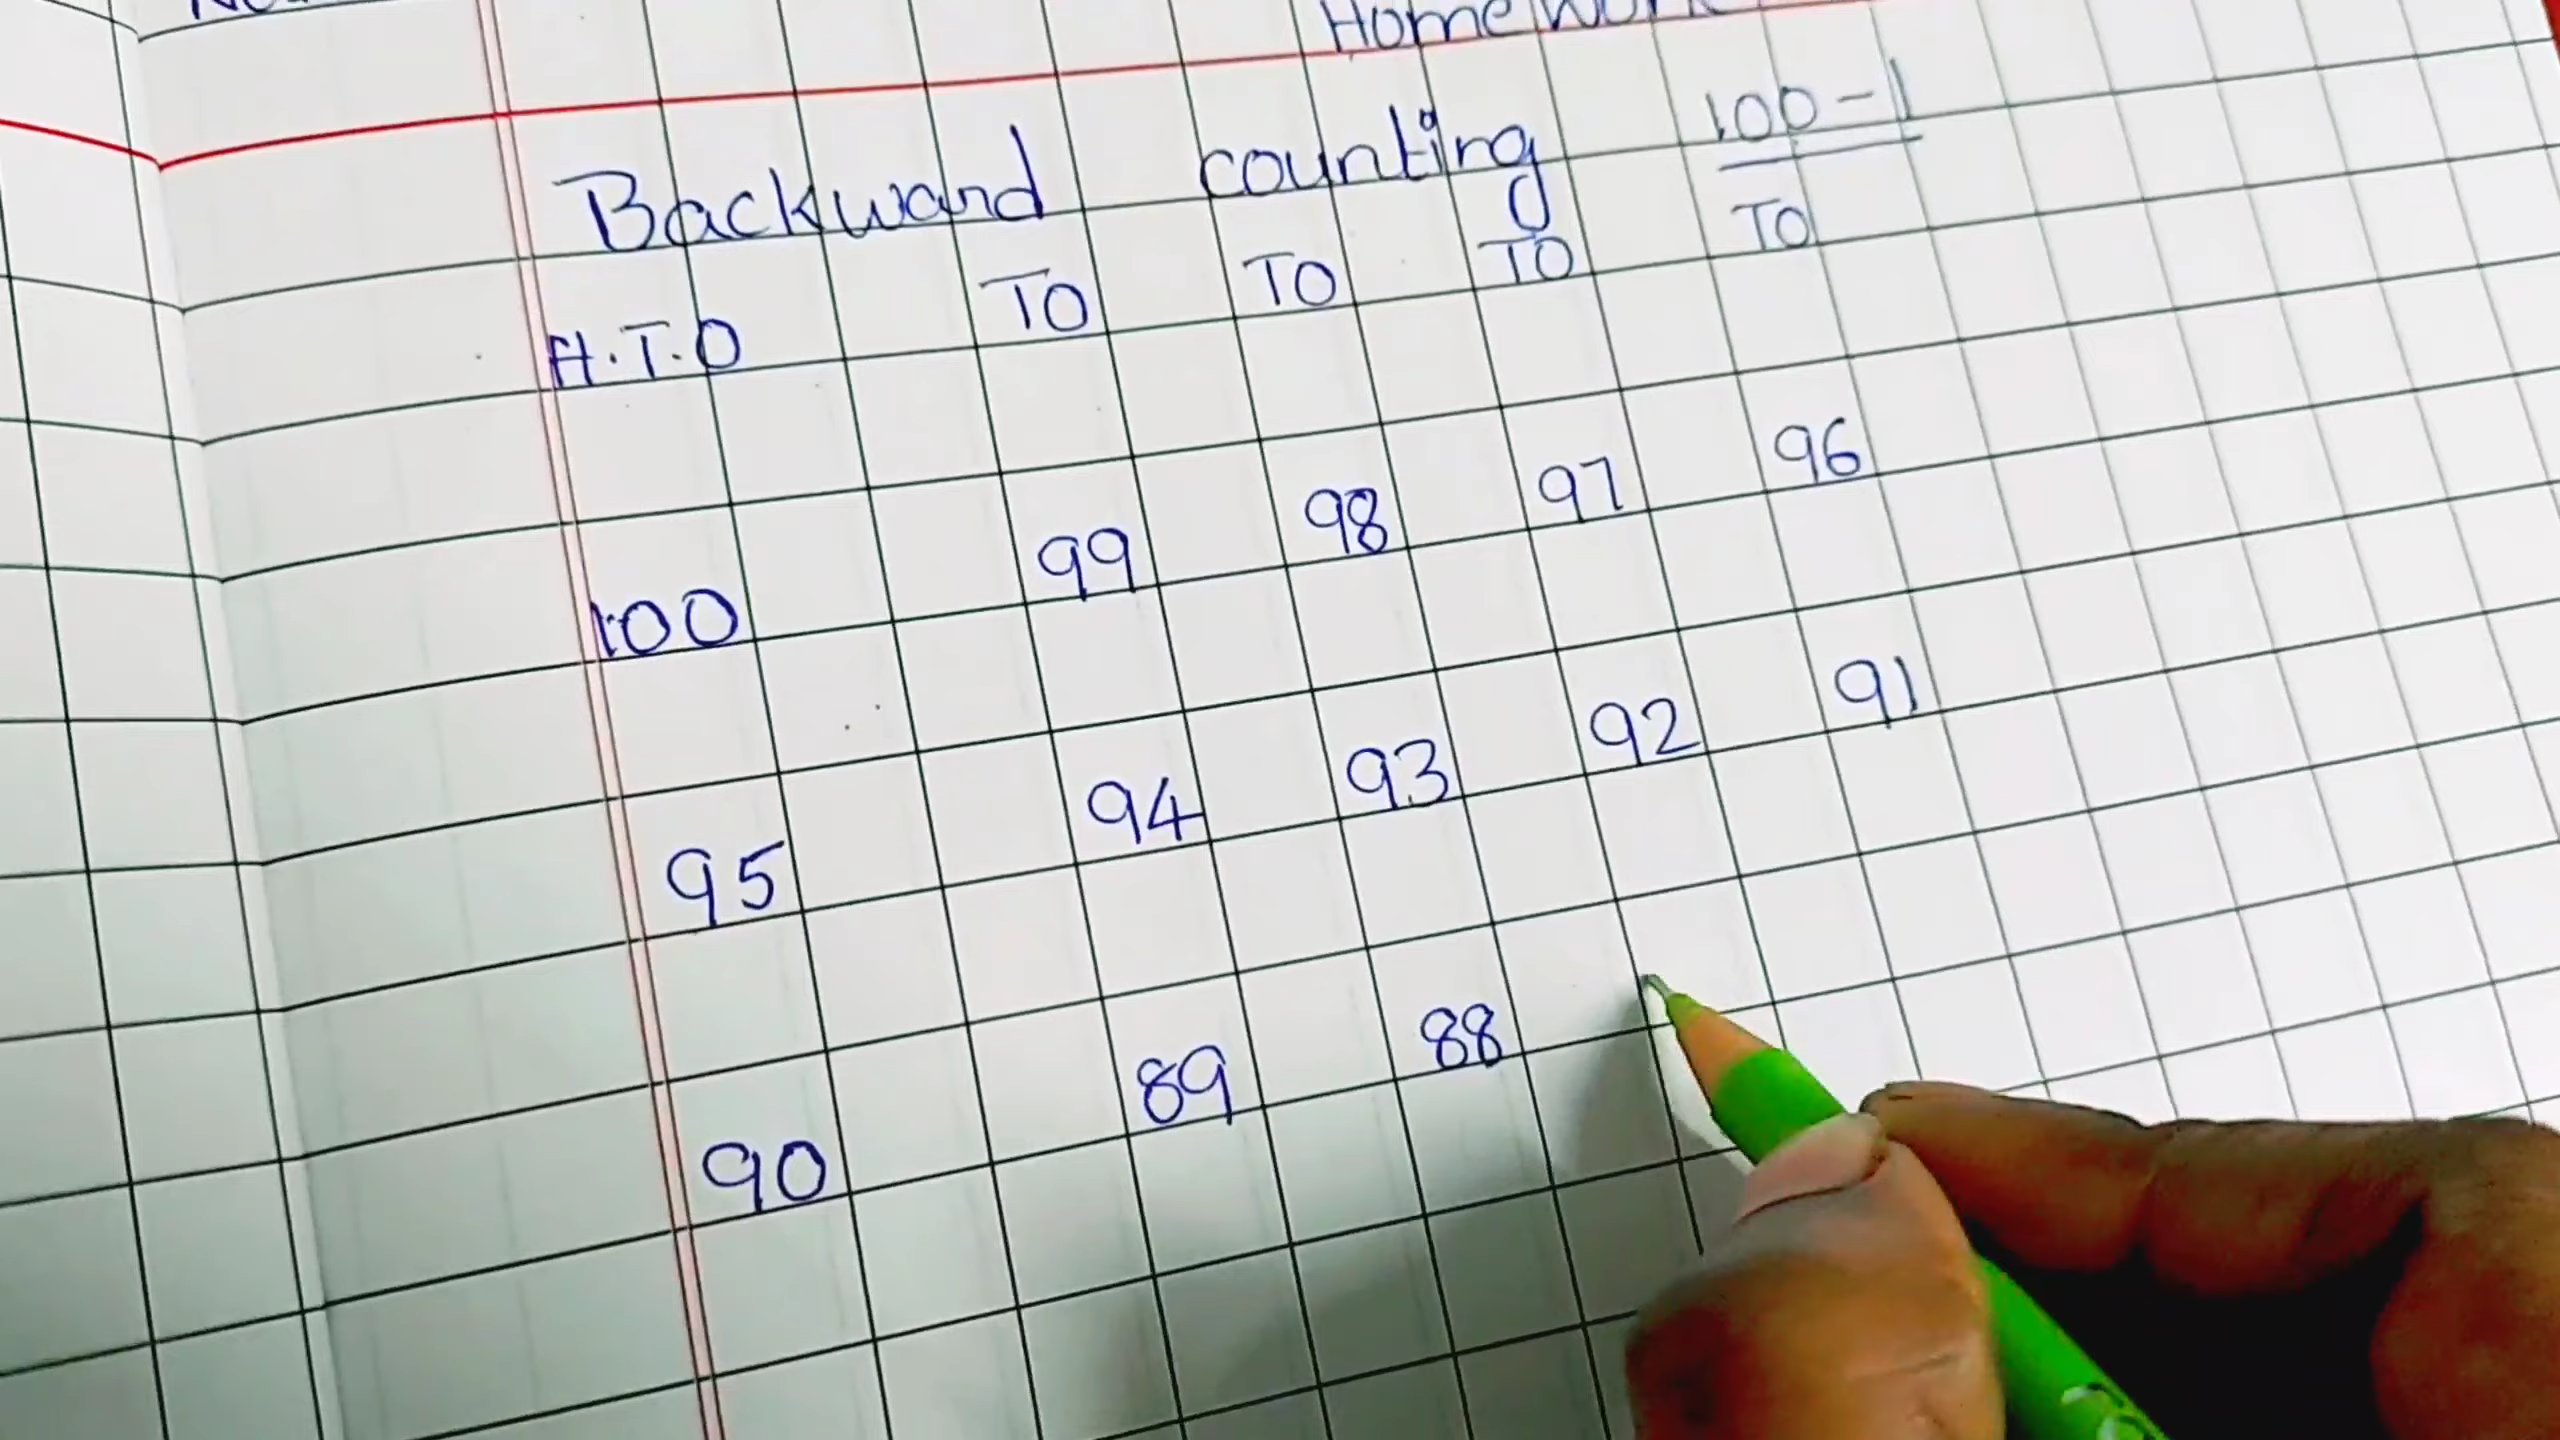 Homework
Backward counting 100-1
H.T.O TO TO TO TO
100 99 98 97 96
95 94 93 92 91
90 89 88